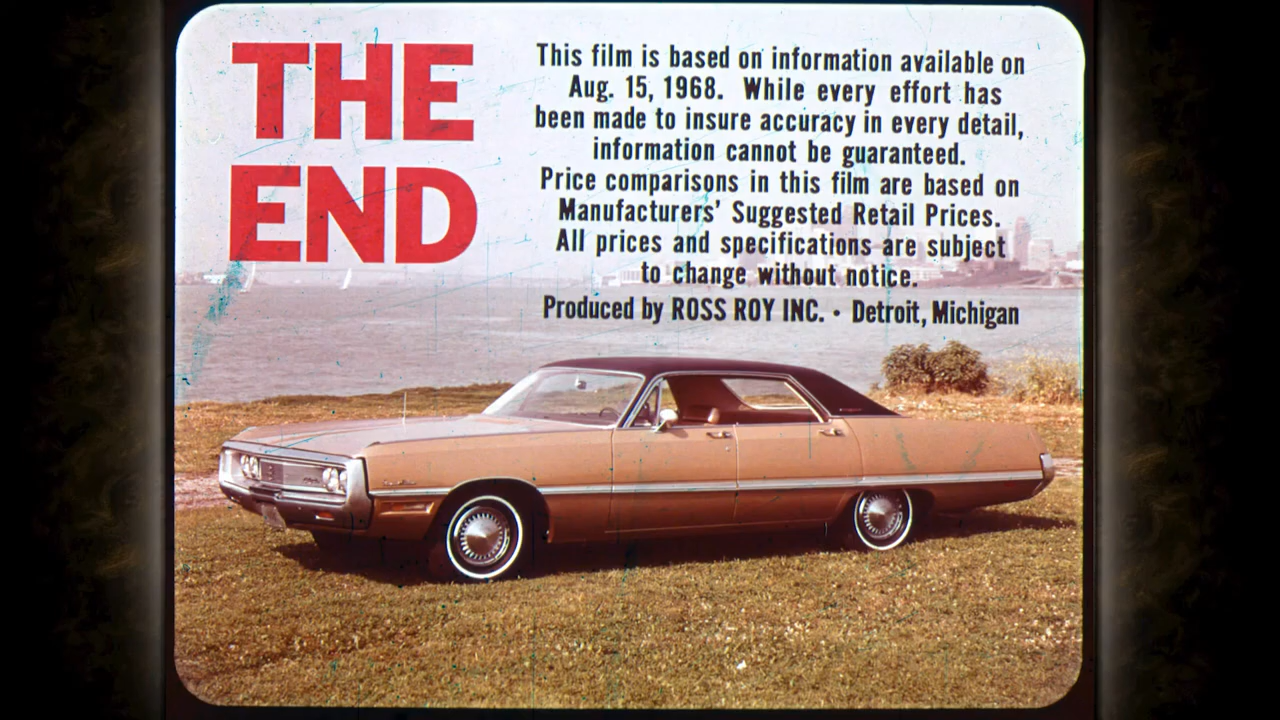 THE
END
This film is based on information available on
Aug. 15, 1968. While every effort has
been made to insure accuracy in every detail,
information cannot be guaranteed.
Price comparisons in this film are based on
Manufacturers' Suggested Retail Prices.
All prices and specifications are subject
to change without notice.
Produced by ROSS ROY INC. • Detroit, Michigan